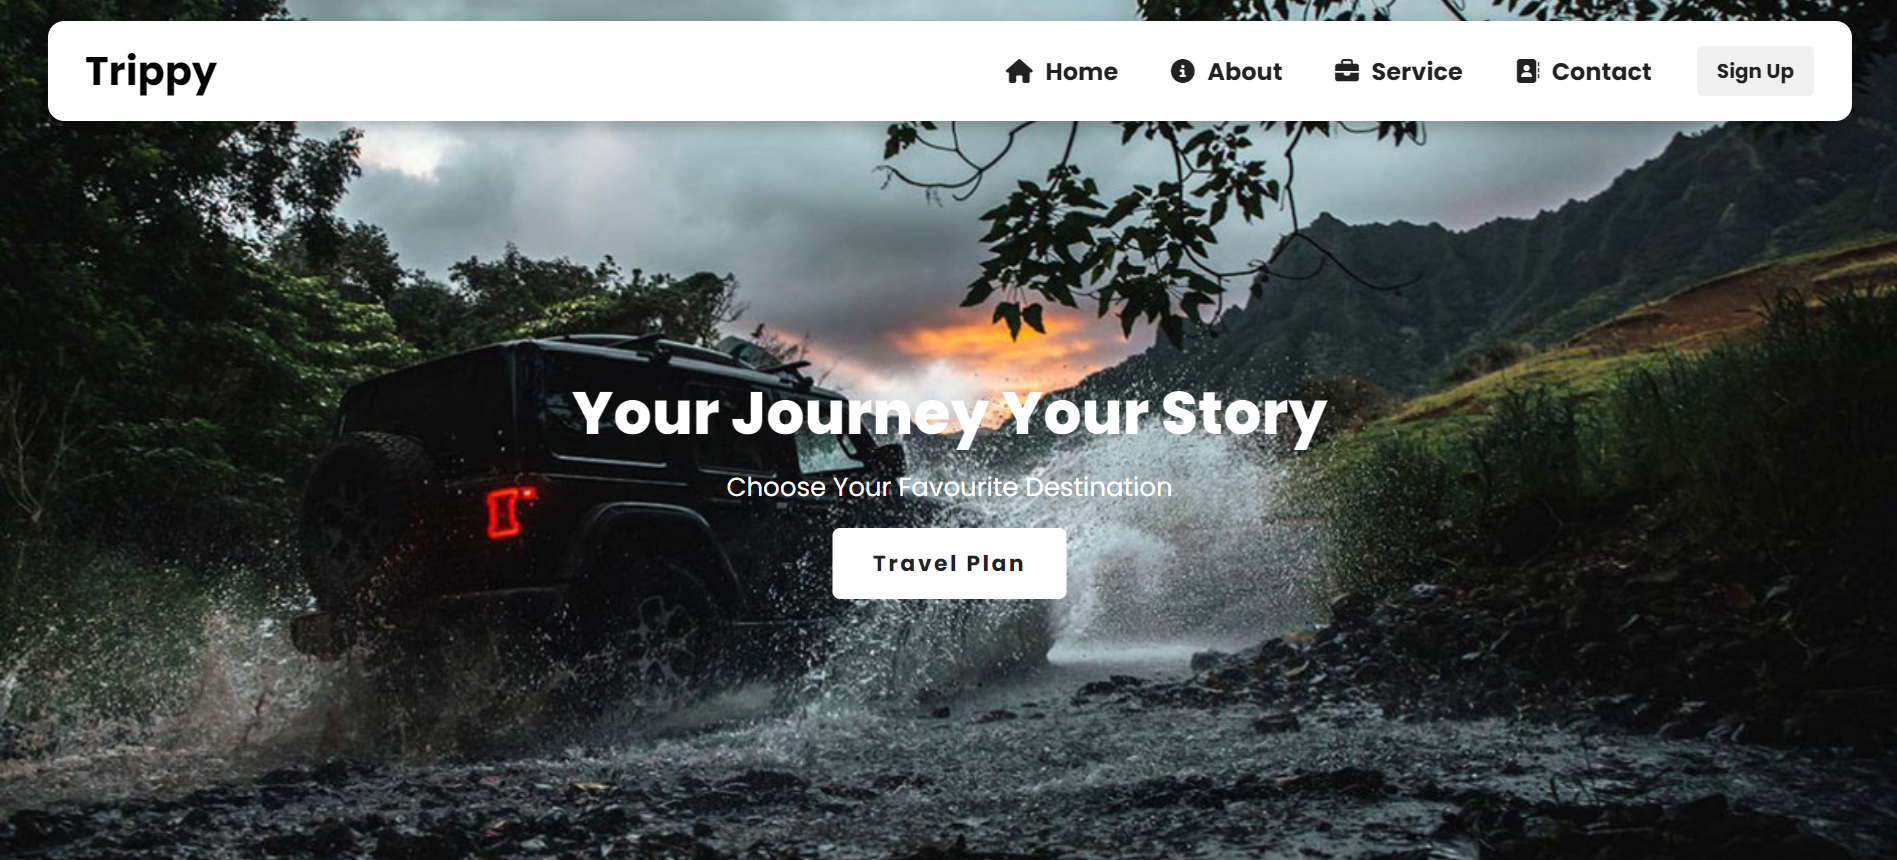 Trippy
Home
About
Service
Contact
Sign Up
Your Journey Your Story
Choose Your Favourite Destination
Travel Plan